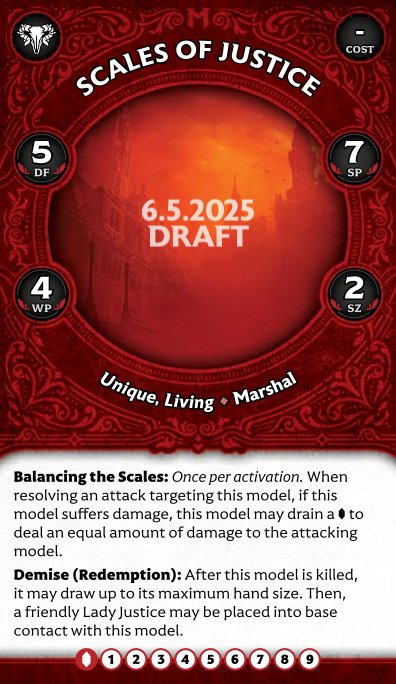 -
COST
SCALES OF JUSTICE
5
DF
7
SP
6.5.2025
DRAFT
4
WP
2
SZ
Unique, Living ◆ Marshal
Balancing the Scales: Once per activation. When
resolving an attack targeting this model, if this
model suffers damage, this model may drain a to
deal an equal amount of damage to the attacking
model.
Demise (Redemption): After this model is killed,
it may draw up to its maximum hand size. Then,
a friendly Lady Justice may be placed into base
contact with this model.
1 2 3 4 5 6 7 8 9